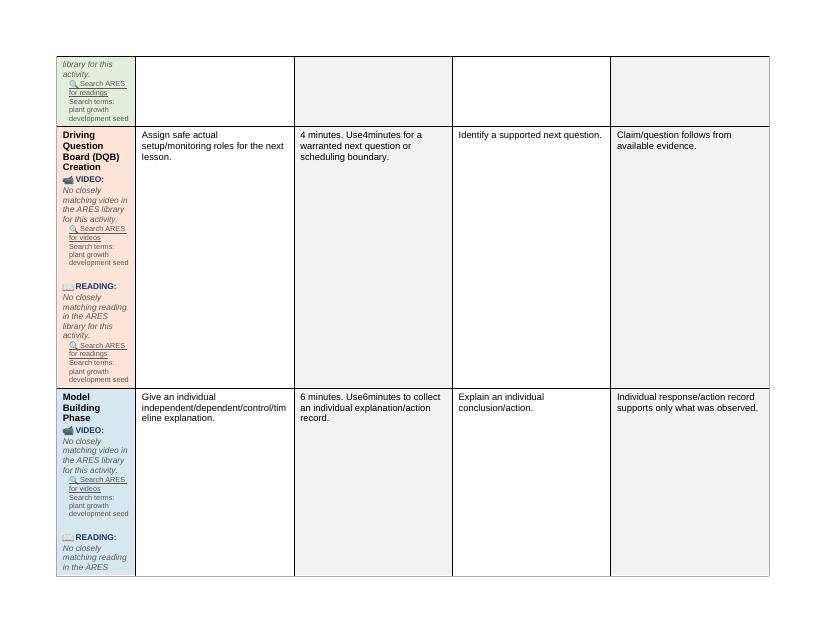 library for this
activity.
🔍 Search ARES
for readings
Search terms:
plant growth
development seed
Driving
Question
Board (DQB)
Creation
📹 VIDEO:
No closely
matching video in
the ARES library
for this activity.
🔍 Search ARES
for videos
Search terms:
plant growth
development seed
📖 READING:
No closely
matching reading
in the ARES
library for this
activity.
🔍 Search ARES
for readings
Search terms:
plant growth
development seed
Assign safe actual
setup/monitoring roles for the next
lesson.
4 minutes. Use4minutes for a
warranted next question or
scheduling boundary.
Identify a supported next question.
Claim/question follows from
available evidence.
Model
Building
Phase
📹 VIDEO:
No closely
matching video in
the ARES library
for this activity.
🔍 Search ARES
for videos
Search terms:
plant growth
development seed
📖 READING:
No closely
matching reading
in the ARES
Give an individual
independent/dependent/control/tim
eline explanation.
6 minutes. Use6minutes to collect
an individual explanation/action
record.
Explain an individual
conclusion/action.
Individual response/action record
supports only what was observed.